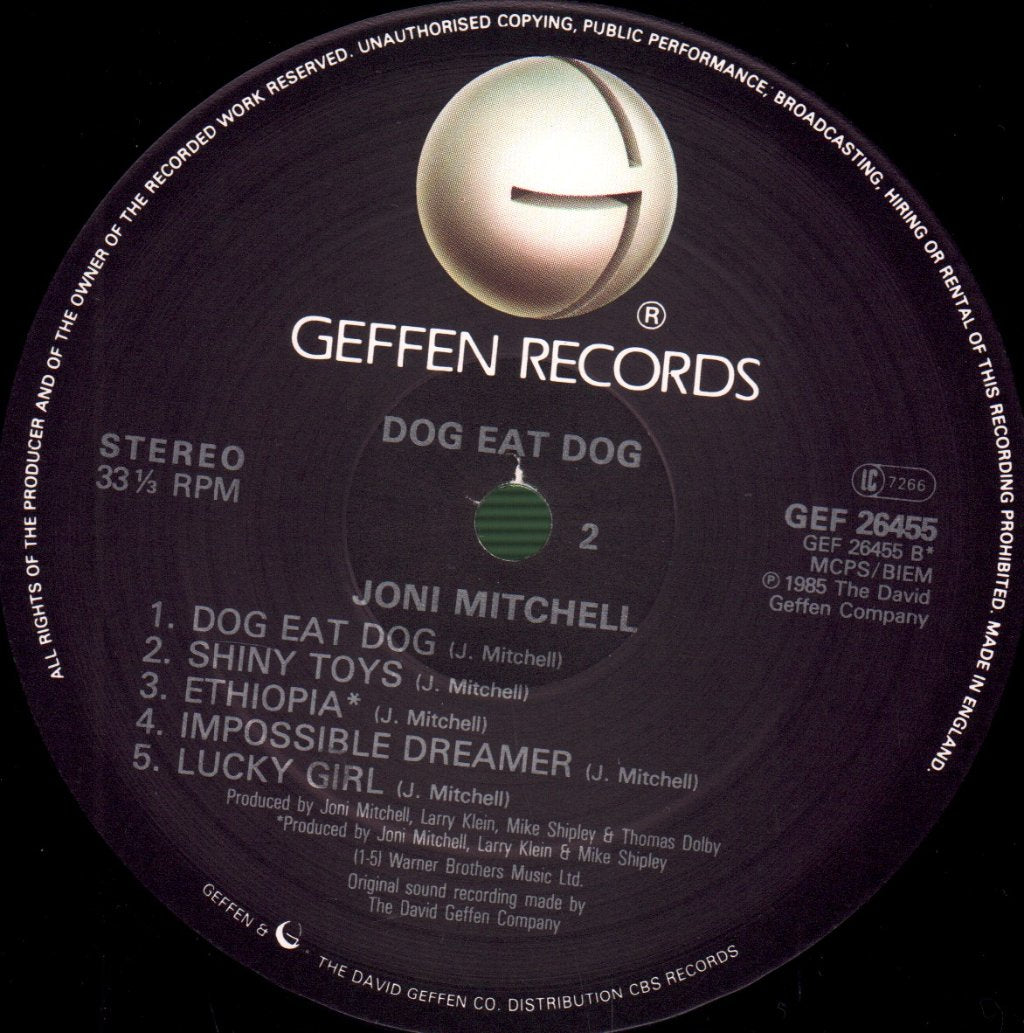 ALL RIGHTS OF THE PRODUCER AND OF THE OWNER OF THE RECORDED WORK RESERVED. UNAUTHORISED COPYING, PUBLIC PERFORMANCE, BROADCASTING, HIRING OR RENTAL OF THIS RECORDING PROHIBITED. MADE IN ENGLAND.
G
®
GEFFEN RECORDS
DOG EAT DOG
STEREO
33⅓ RPM
2
LC 7266
GEF 26455
GEF 26455 B*
MCPS/BIEM
℗ 1985 The David
Geffen Company
JONI MITCHELL
1. DOG EAT DOG (J. Mitchell)
2. SHINY TOYS (J. Mitchell)
3. ETHIOPIA* (J. Mitchell)
4. IMPOSSIBLE DREAMER (J. Mitchell)
5. LUCKY GIRL (J. Mitchell)
Produced by Joni Mitchell, Larry Klein, Mike Shipley & Thomas Dolby
*Produced by Joni Mitchell, Larry Klein & Mike Shipley
(1-5) Warner Brothers Music Ltd.
Original sound recording made by
The David Geffen Company
GEFFEN & G · THE DAVID GEFFEN CO. DISTRIBUTION CBS RECORDS